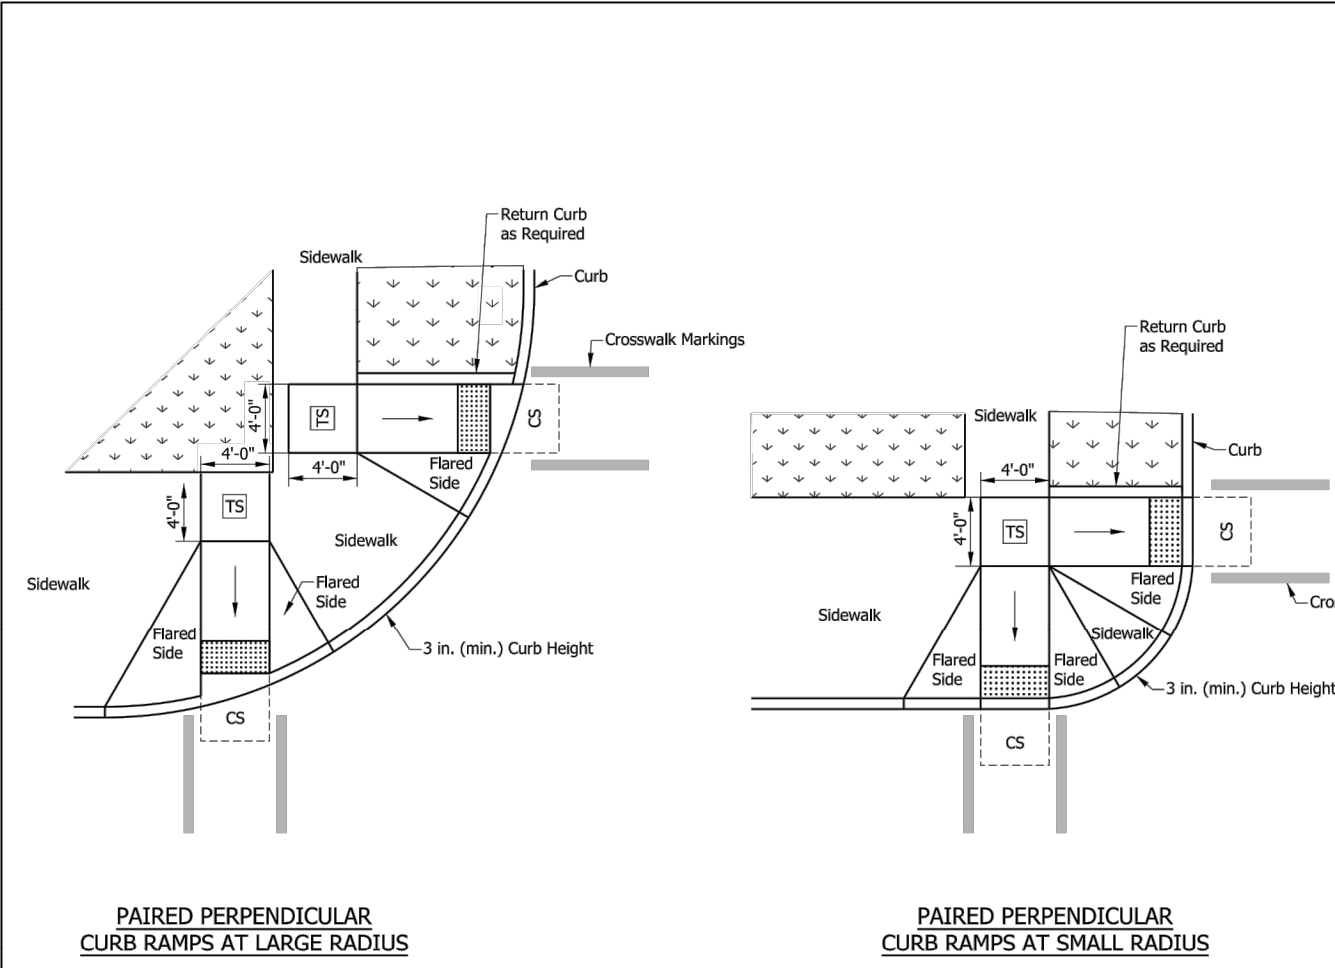 Return Curb
as Required
Sidewalk
Curb
Crosswalk Markings
4'-0"
TS
CS
4'-0"
4'-0"
Flared
Side
4'-0"
TS
Sidewalk
Sidewalk
Flared
Side
Flared
Side
3 in. (min.) Curb Height
CS
PAIRED PERPENDICULAR
CURB RAMPS AT LARGE RADIUS
Return Curb
as Required
Sidewalk
Curb
4'-0"
4'-0"
TS
CS
Flared
Side
Cro
Sidewalk
Sidewalk
Flared
Side
Flared
Side
3 in. (min.) Curb Height
CS
PAIRED PERPENDICULAR
CURB RAMPS AT SMALL RADIUS